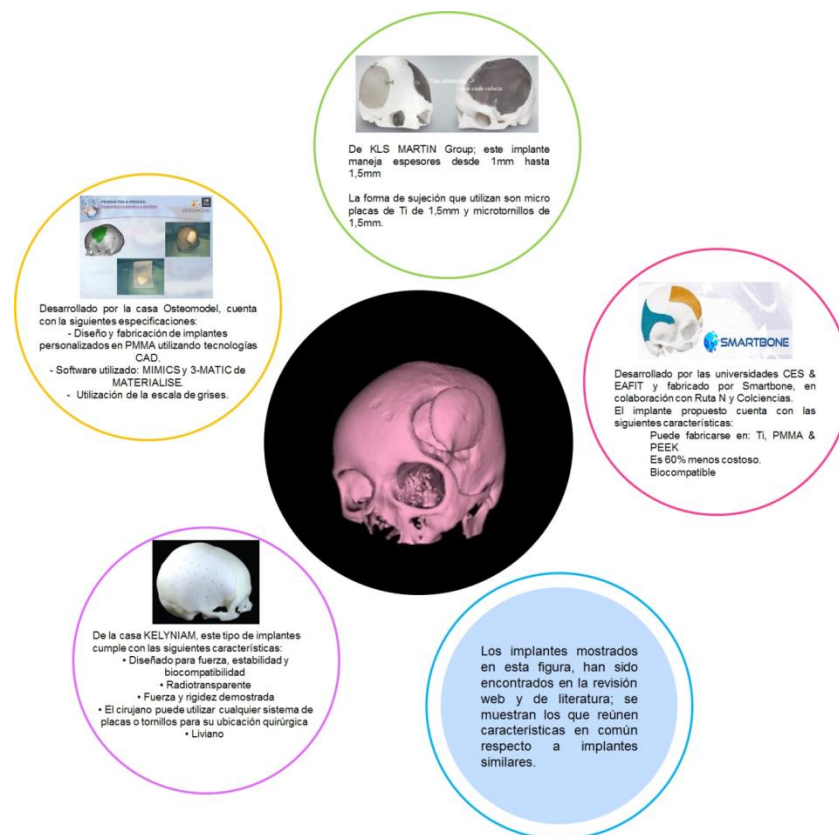 De KLS MARTIN Group; este implante
maneja espesores desde 1mm hasta
1,5mm
La forma de sujeción que utilizan son micro
placas de Ti de 1,5mm y microtornillos de
1,5mm.
PRODUCTOS A MEDIDA:
OSTEOMODEL
Desarrollado por la casa Osteomodel, cuenta
con la siguientes especificaciones:
- Diseño y fabricación de implantes
personalizados en PMMA utilizando tecnologías
CAD.
- Software utilizado: MIMICS y 3-MATIC de
MATERIALISE.
- Utilización de la escala de grises.
SMARTBONE
Desarrollado por las universidades CES &
EAFIT y fabricado por Smartbone, en
colaboración con Ruta N y Colciencias.
El implante propuesto cuenta con las
siguientes características:
Puede fabricarse en: Ti, PMMA &
PEEK
Es 60% menos costoso.
Biocompatible
De la casa KELYNIAM, este tipo de implantes
cumple con las siguientes características:
• Diseñado para fuerza, estabilidad y
biocompatibilidad
• Radiotransparente
• Fuerza y rigidez demostrada
• El cirujano puede utilizar cualquier sistema de
placas o tornillos para su ubicación quirúrgica
• Liviano
Los implantes mostrados
en esta figura, han sido
encontrados en la revisión
web y de literatura; se
muestran los que reúnen
características en común
respecto a implantes
similares.